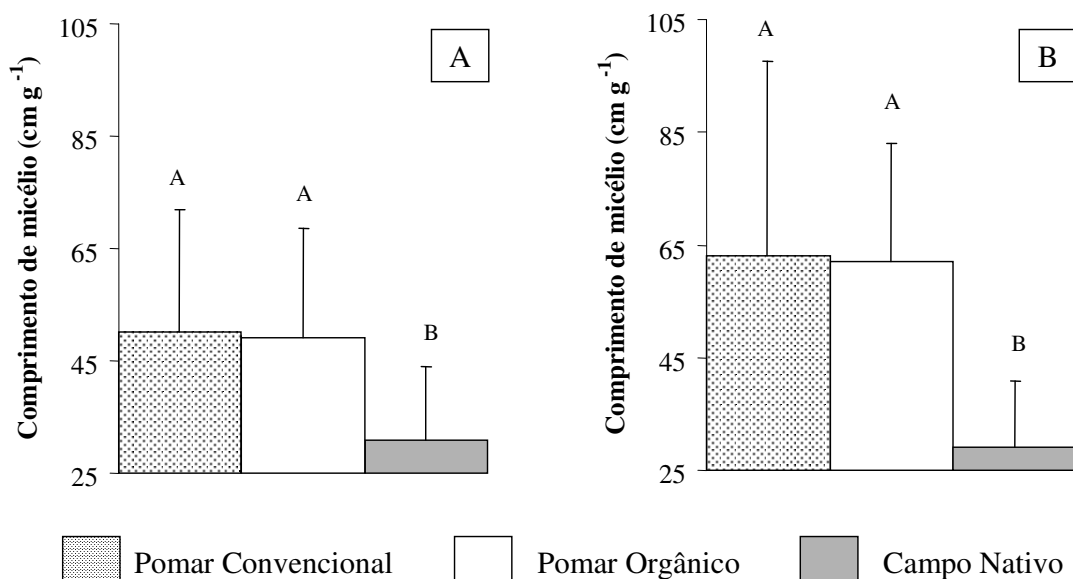 Comprimento de micélio (cm g⁻¹)
105
85
65
45
25
A
A
A
B
Comprimento de micélio (cm g⁻¹)
105
85
65
45
25
B
A
A
B
Pomar Convencional
Pomar Orgânico
Campo Nativo